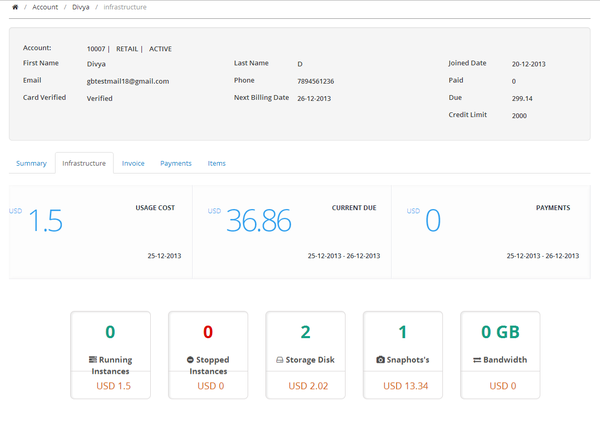 / Account / Divya / infrastructure
Account: 10007 | RETAIL | ACTIVE
First Name Divya Last Name D Joined Date 20-12-2013
Email gbtestmail18@gmail.com Phone 7894561236 Paid 0
Card Verified Verified Next Billing Date 26-12-2013 Due 299.14
Credit Limit 2000
Summary Infrastructure Invoice Payments Items
USD 1.5 USAGE COST USD 36.86 CURRENT DUE USD 0 PAYMENTS
25-12-2013 25-12-2013 - 26-12-2013 25-12-2013 - 26-12-2013
0 0 2 1 0 GB
Running Stopped Storage Disk Snaphots's Bandwidth
Instances Instances
USD 1.5 USD 0 USD 2.02 USD 13.34 USD 0